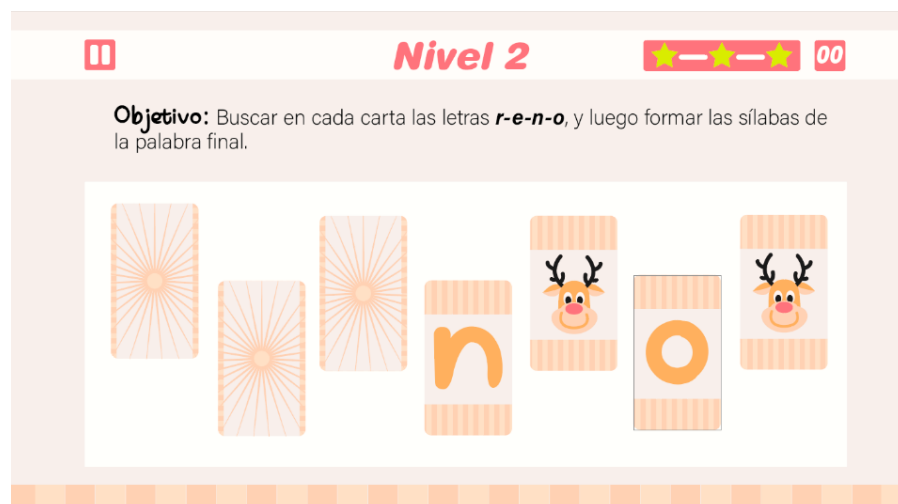 Nivel 2
00
Objetivo: Buscar en cada carta las letras r-e-n-o, y luego formar las sílabas de
la palabra final.
n
o